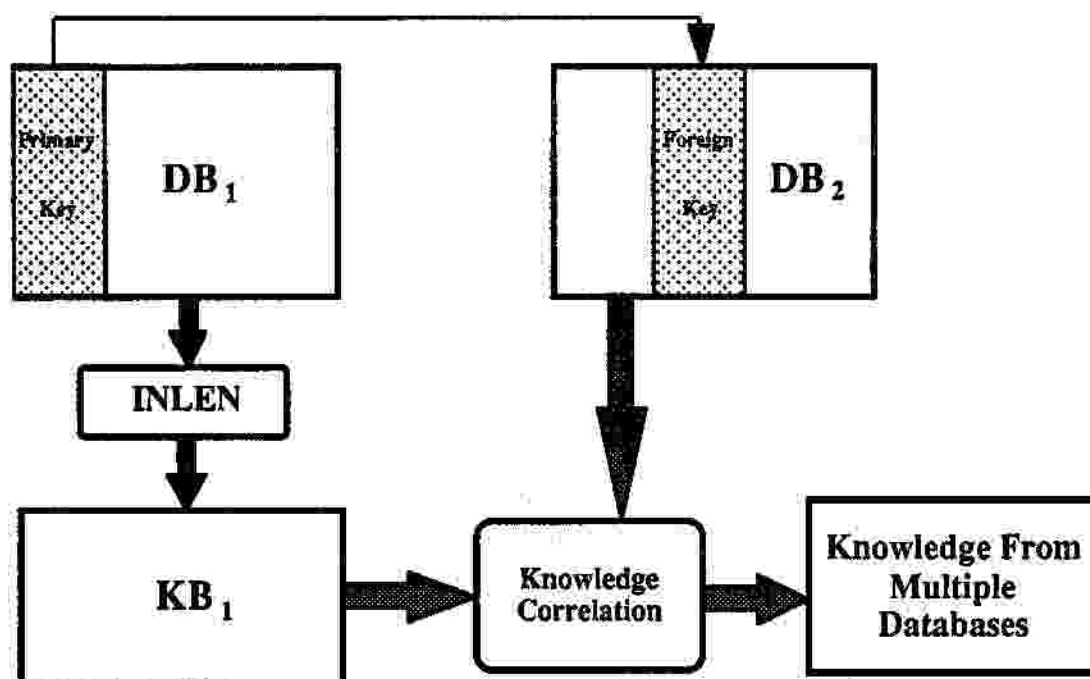 Primary
Key
DB1
Foreign
Key
DB2
INLEN
KB1
Knowledge
Correlation
Knowledge From
Multiple
Databases